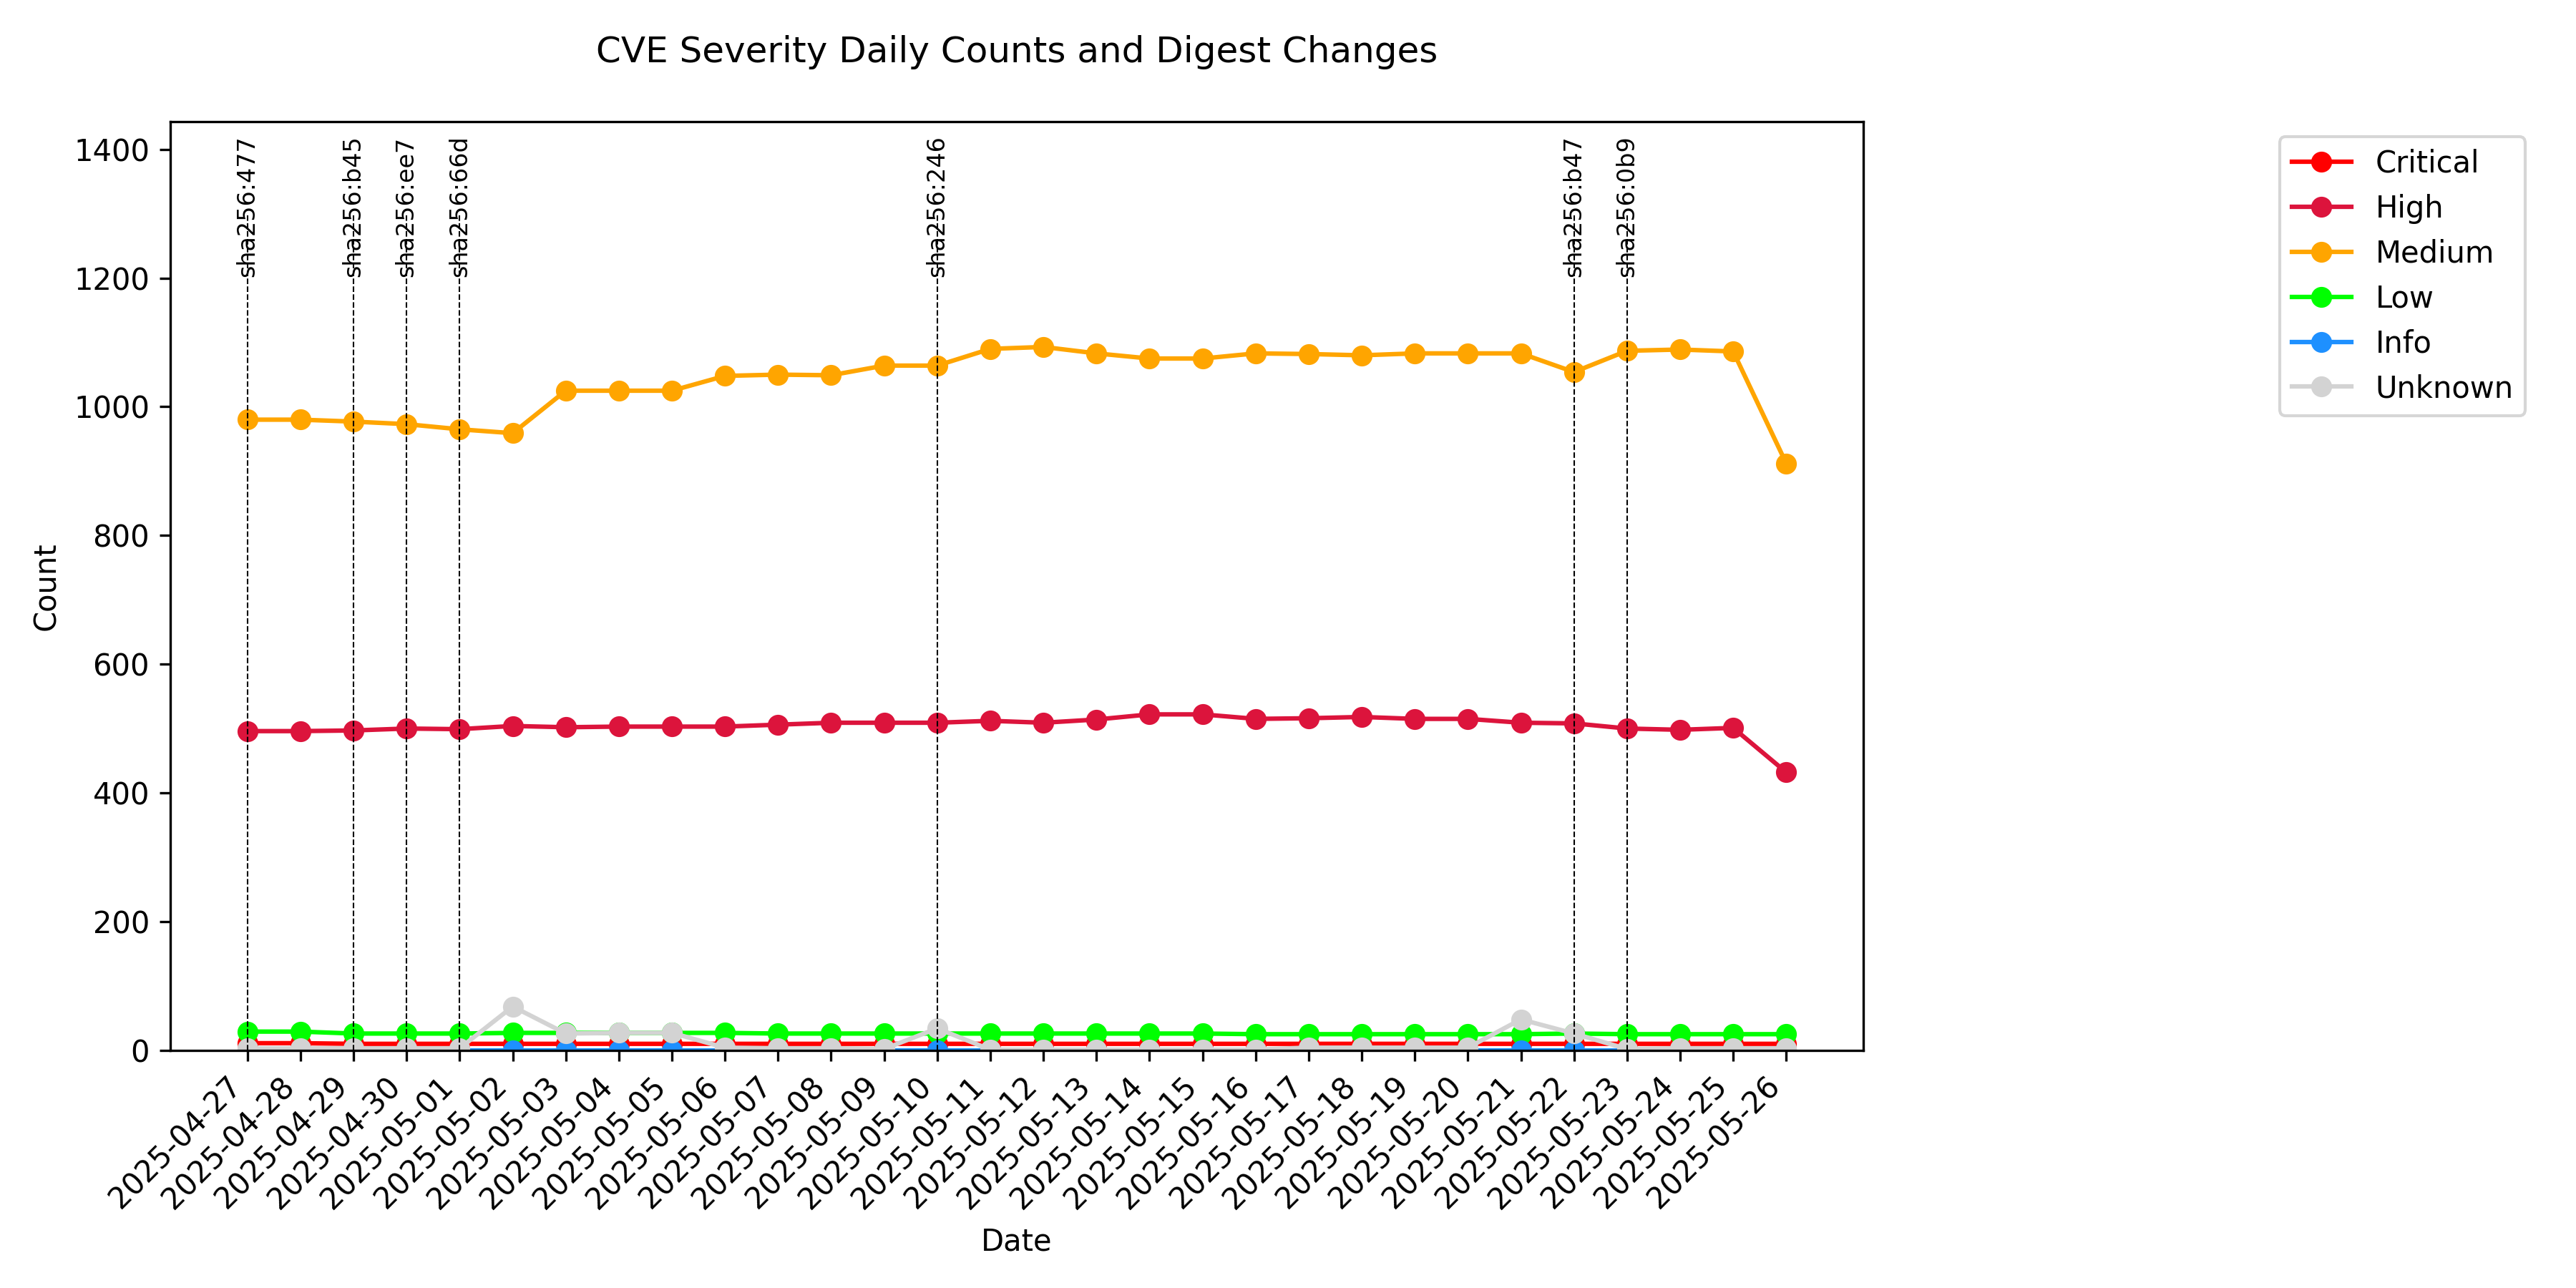 CVE Severity Daily Counts and Digest Changes
1400
1200
1000
800
600
400
200
0
Count
sha256:477
sha256:b45
sha256:ee7
sha256:66d
sha256:246
sha256:b47
sha256:0b9
Critical
High
Medium
Low
Info
Unknown
2025-04-27
2025-04-28
2025-04-29
2025-04-30
2025-05-01
2025-05-02
2025-05-03
2025-05-04
2025-05-05
2025-05-06
2025-05-07
2025-05-08
2025-05-09
2025-05-10
2025-05-11
2025-05-12
2025-05-13
2025-05-14
2025-05-15
2025-05-16
2025-05-17
2025-05-18
2025-05-19
2025-05-20
2025-05-21
2025-05-22
2025-05-23
2025-05-24
2025-05-25
2025-05-26
Date